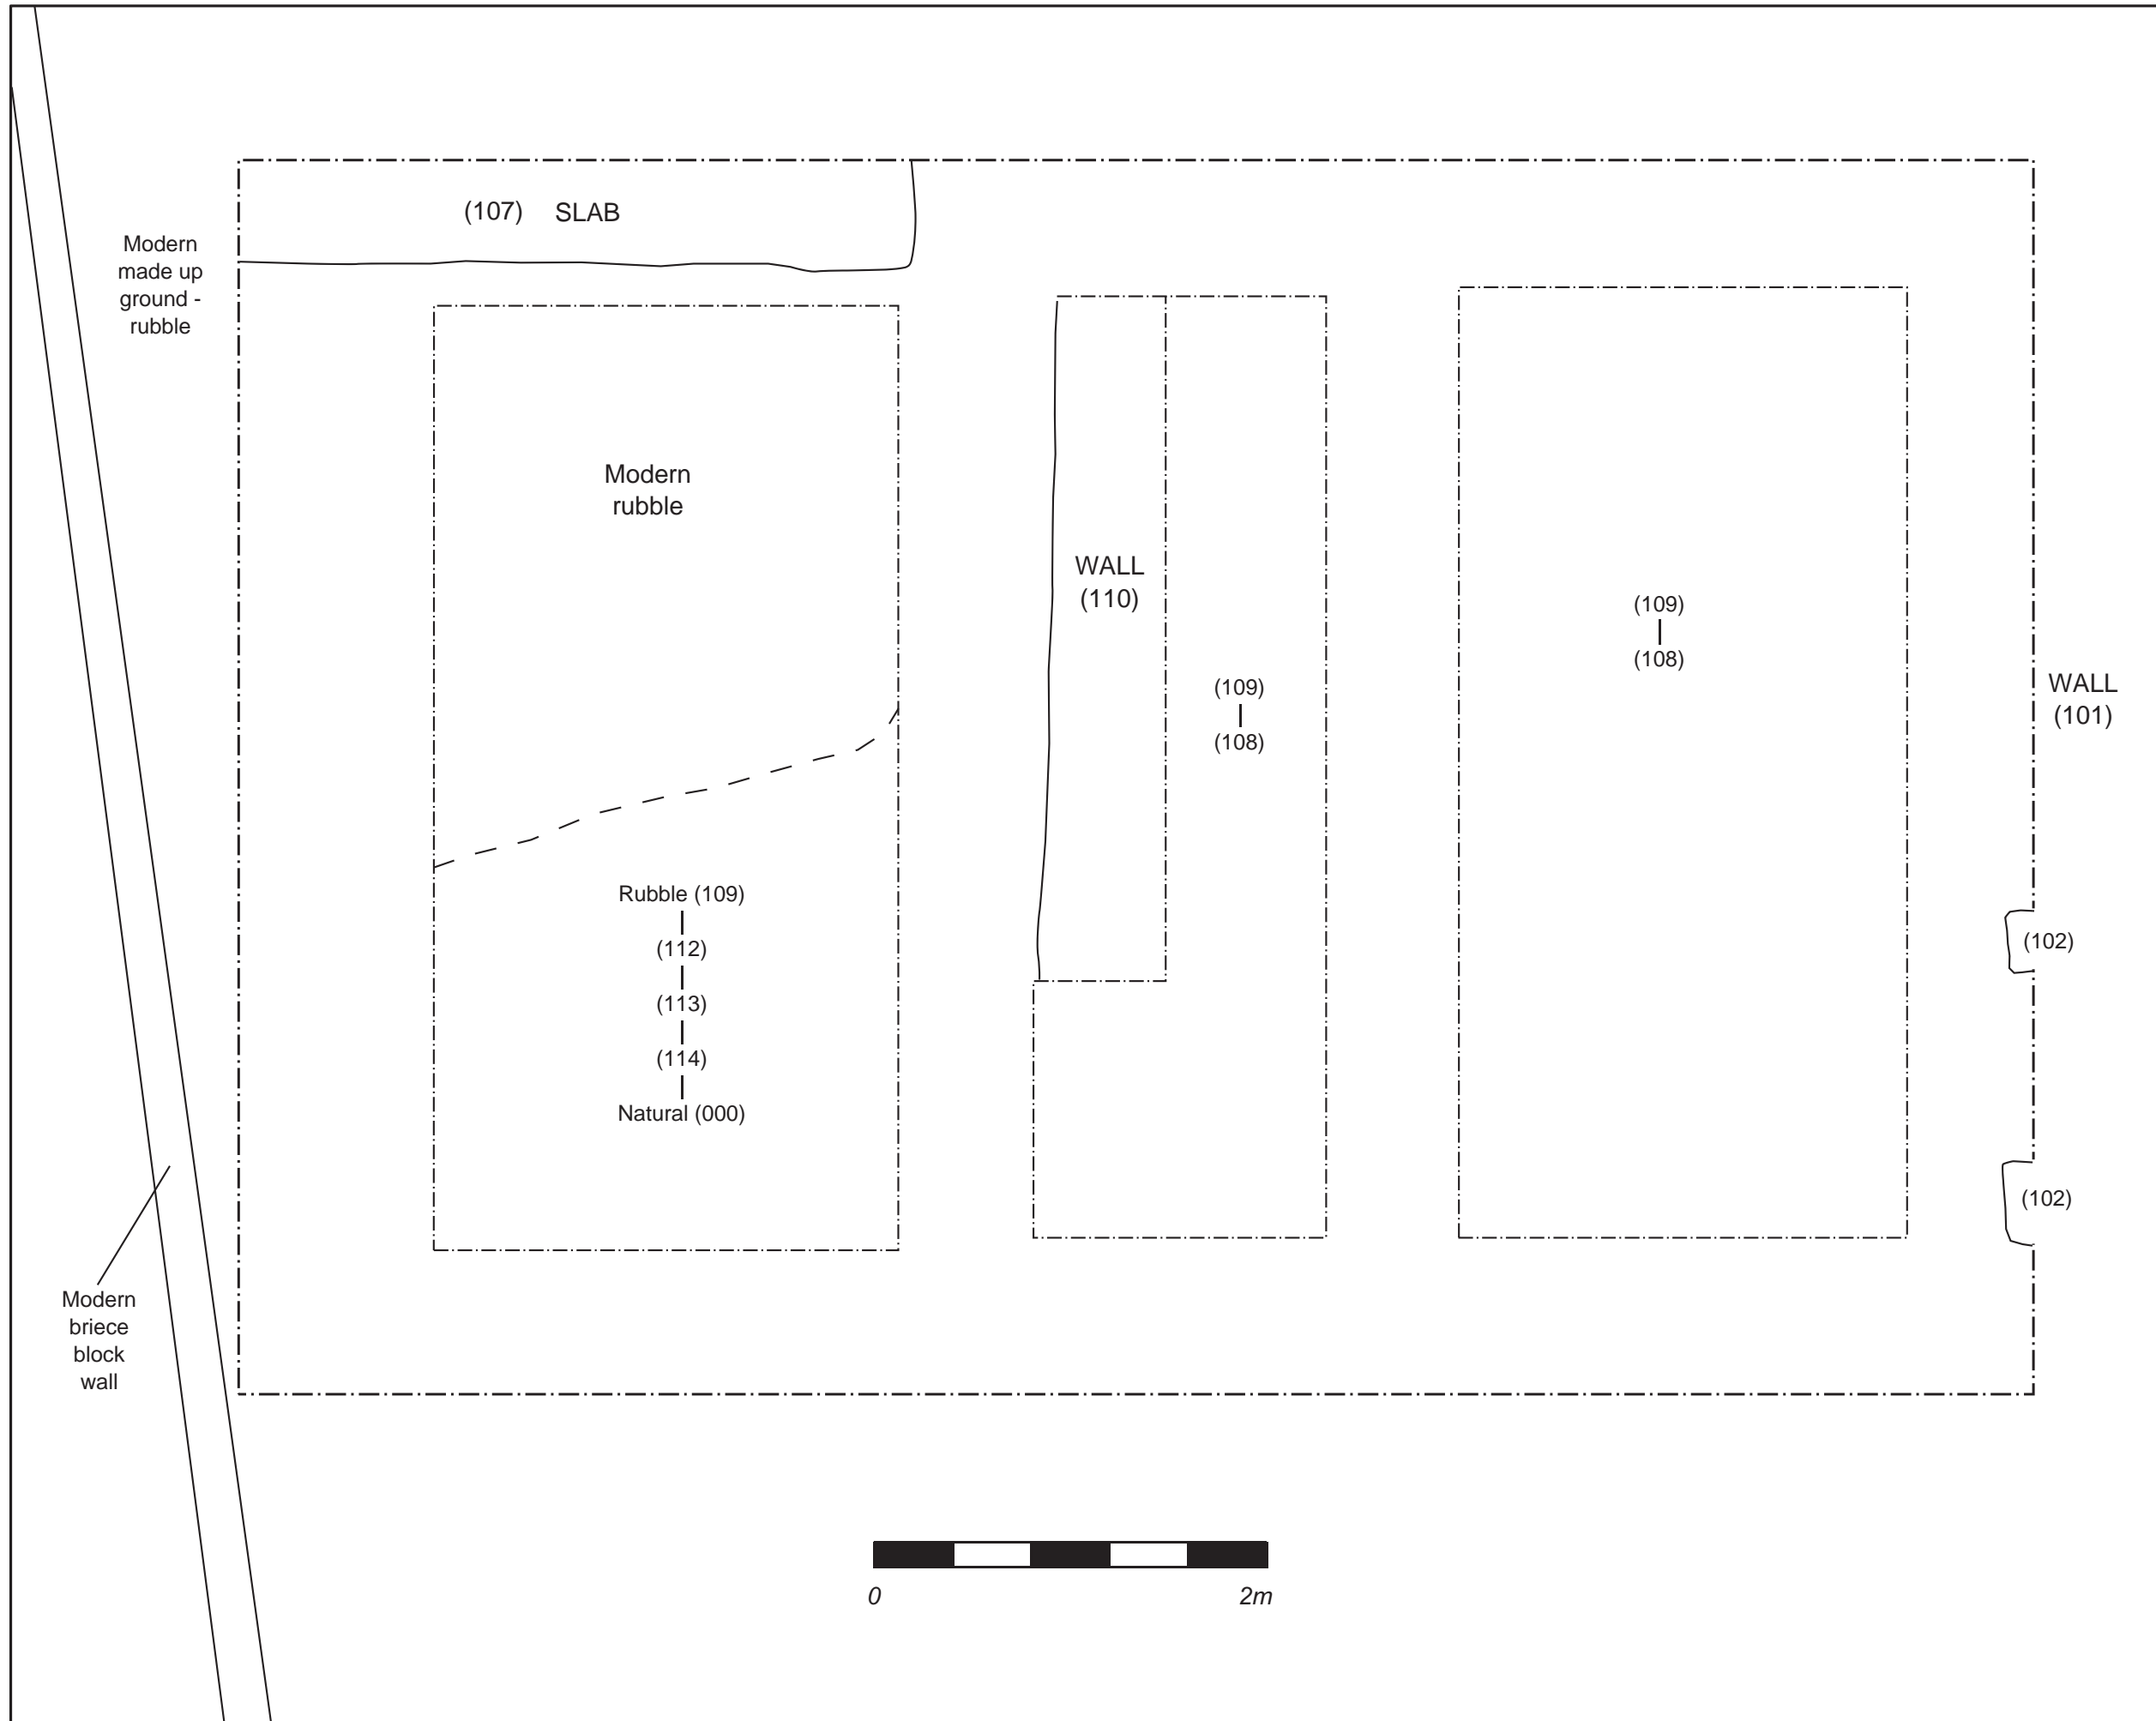 (107) SLAB
Modern
made up
ground -
rubble
Modern
rubble
WALL
(110)
(109)
(108)
(109)
(108)
WALL
(101)
Rubble (109)
(112)
(113)
(114)
Natural (000)
(102)
(102)
Modern
briece
block
wall
0 2m